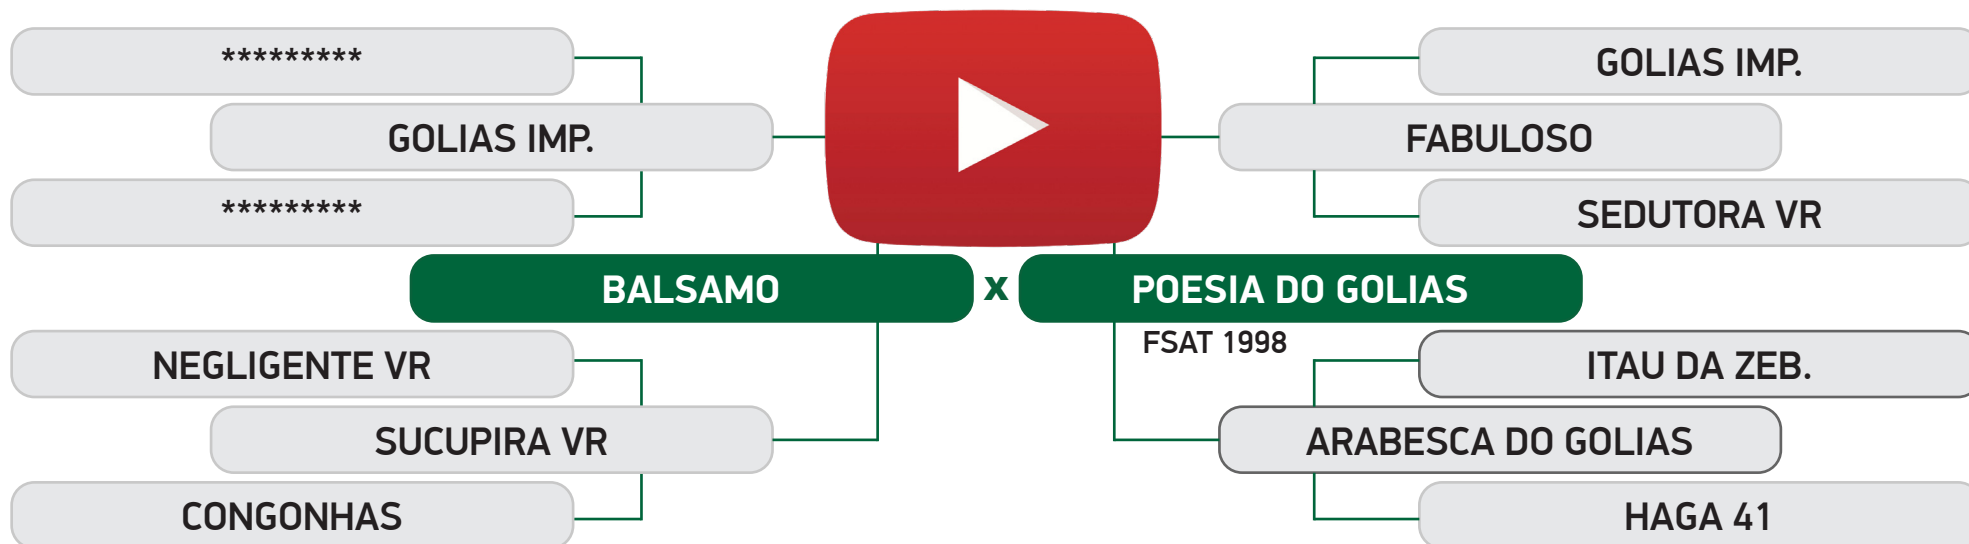 *********
GOLIAS IMP.
*********
GOLIAS IMP.
FABULOSO
SEDUTORA VR
BALSAMO x POESIA DO GOLIAS
FSAT 1998
NEGLIGENTE VR
SUCUPIRA VR
CONGONHAS
ITAU DA ZEB.
ARABESCA DO GOLIAS
HAGA 41